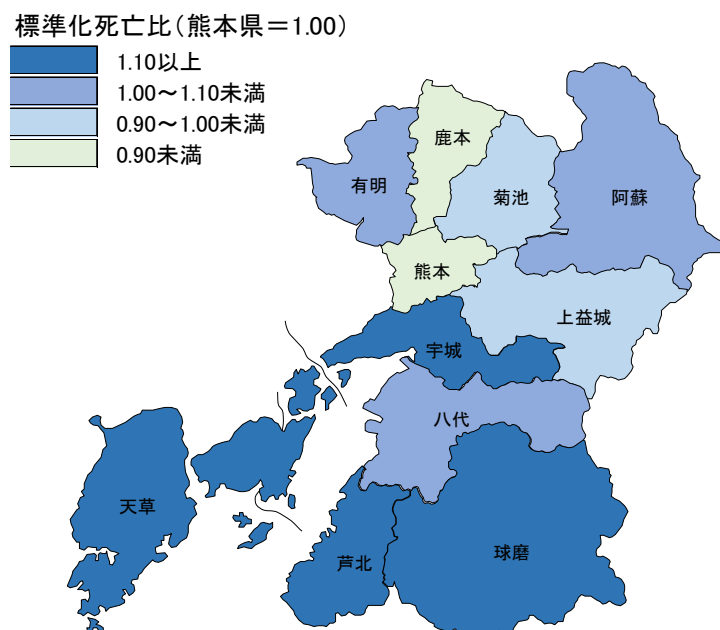 標準化死亡比(熊本県＝1.00)
1.10以上
1.00～1.10未満
0.90～1.00未満
0.90未満
鹿本
有明
菊池
阿蘇
熊本
上益城
宇城
八代
天草
芦北
球磨